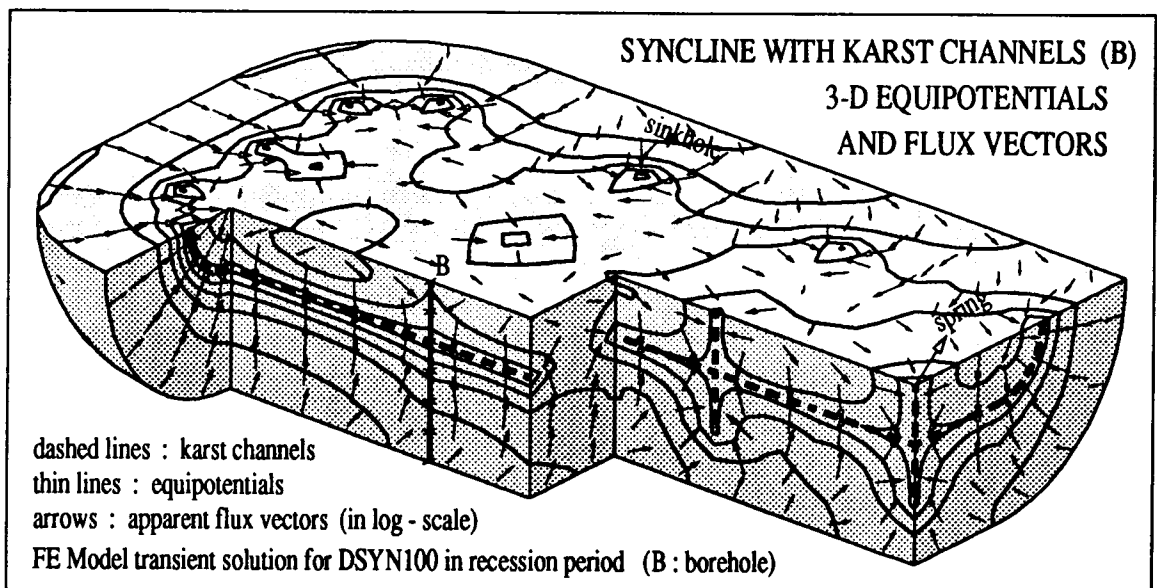 SYNCLINE WITH KARST CHANNELS (B)
3-D EQUIPOTENTIALS
AND FLUX VECTORS
sinkhole
B
spring
dashed lines : karst channels
thin lines : equipotentials
arrows : apparent flux vectors (in log - scale)
FE Model transient solution for DSYN100 in recession period (B : borehole)